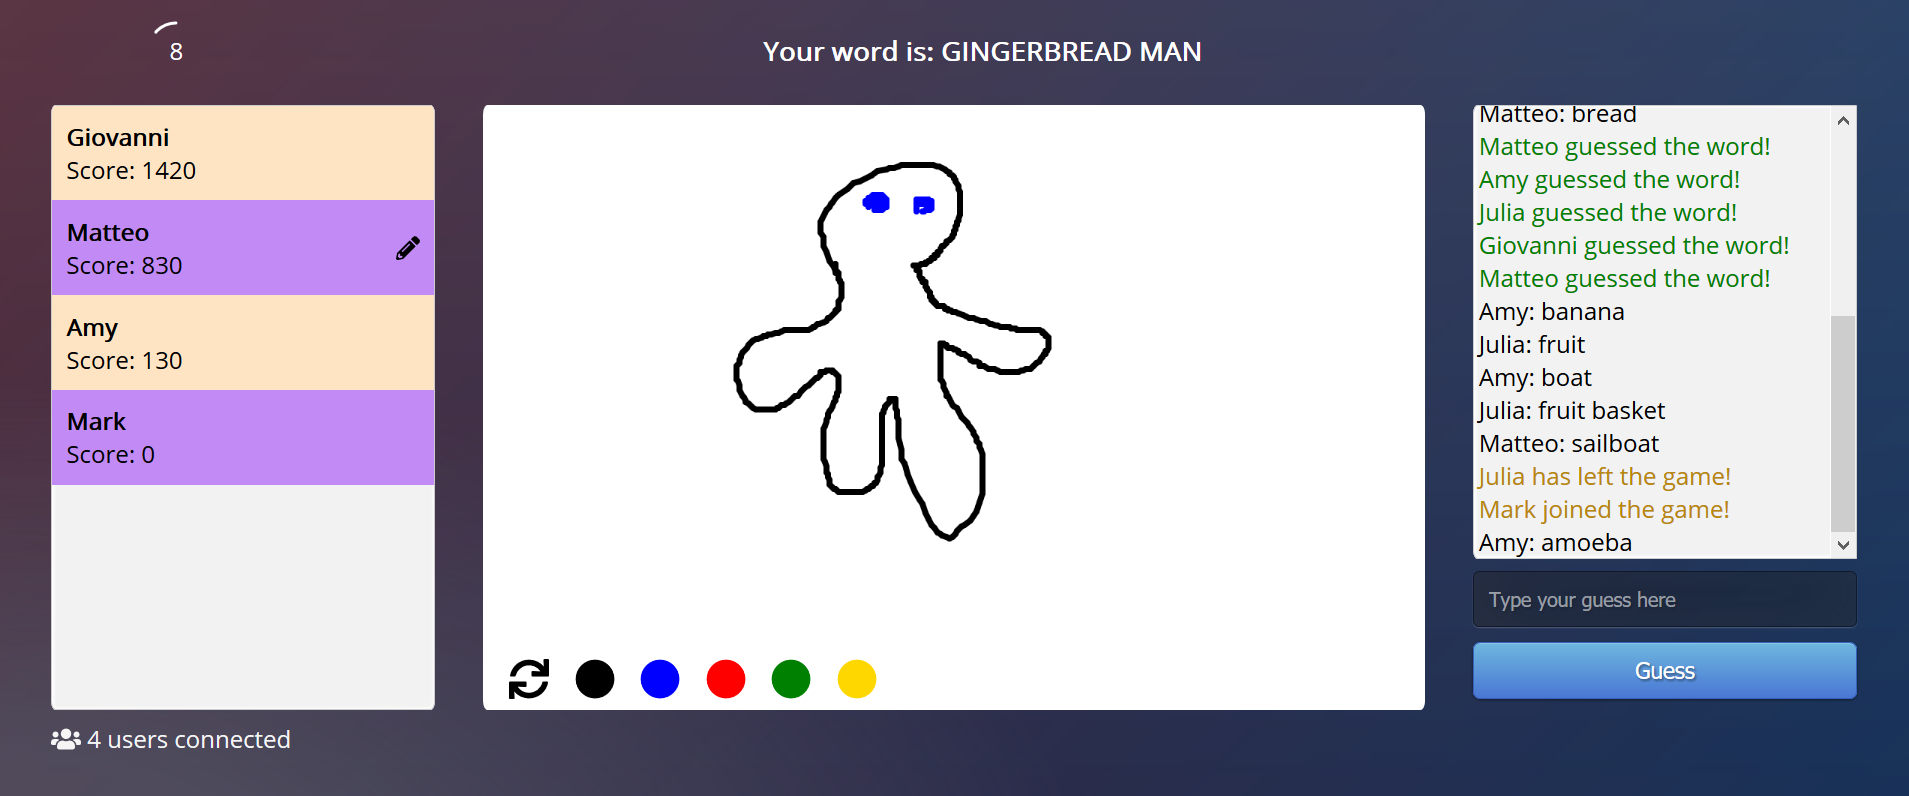 8
Your word is: GINGERBREAD MAN
Giovanni
Score: 1420
Matteo
Score: 830
Amy
Score: 130
Mark
Score: 0
4 users connected
Matteo: bread
Matteo guessed the word!
Amy guessed the word!
Julia guessed the word!
Giovanni guessed the word!
Matteo guessed the word!
Amy: banana
Julia: fruit
Amy: boat
Julia: fruit basket
Matteo: sailboat
Julia has left the game!
Mark joined the game!
Amy: amoeba
Type your guess here
Guess